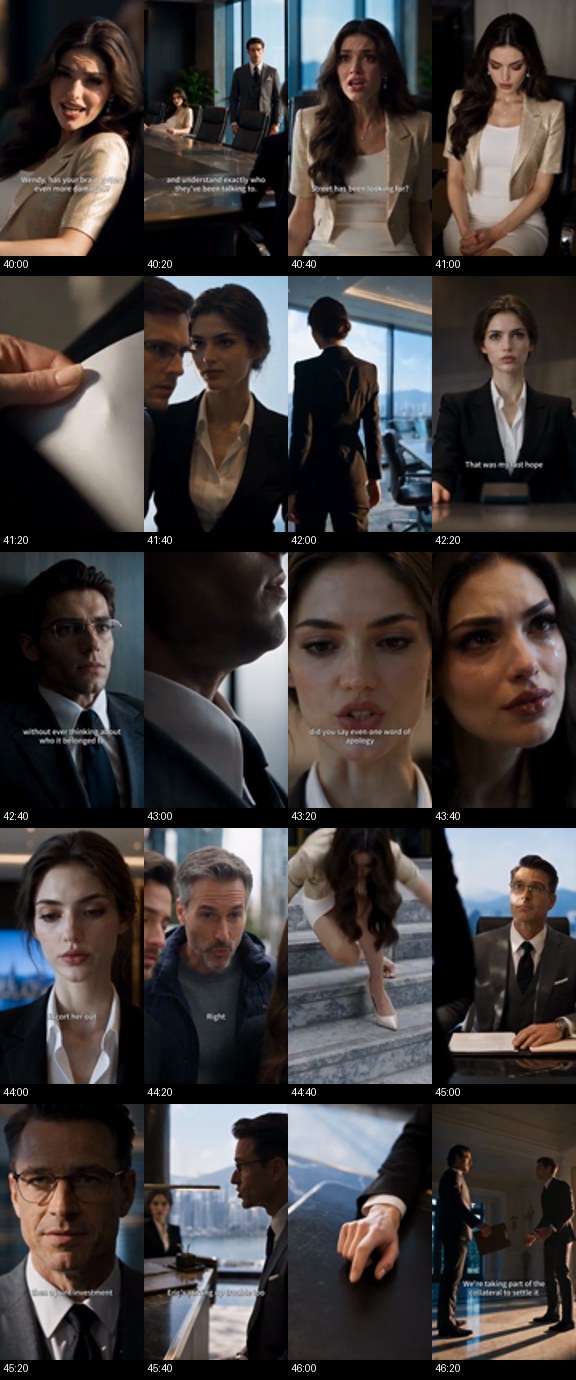 Wendy, has your
even more
and understand exactly who
they've been talking to.
Street has been looking for?
40:00
40:20
40:40
41:00
41:20
41:40
42:00
That was my last hope
42:20
without ever thinking about
who it belonged to.
did you say even one word of
apology
42:40
43:00
43:20
43:40
Escort her out
Right
44:00
44:20
44:40
45:00
investment
Eric's trouble too
We're taking part of the
collateral to settle it
45:20
45:40
46:00
46:20